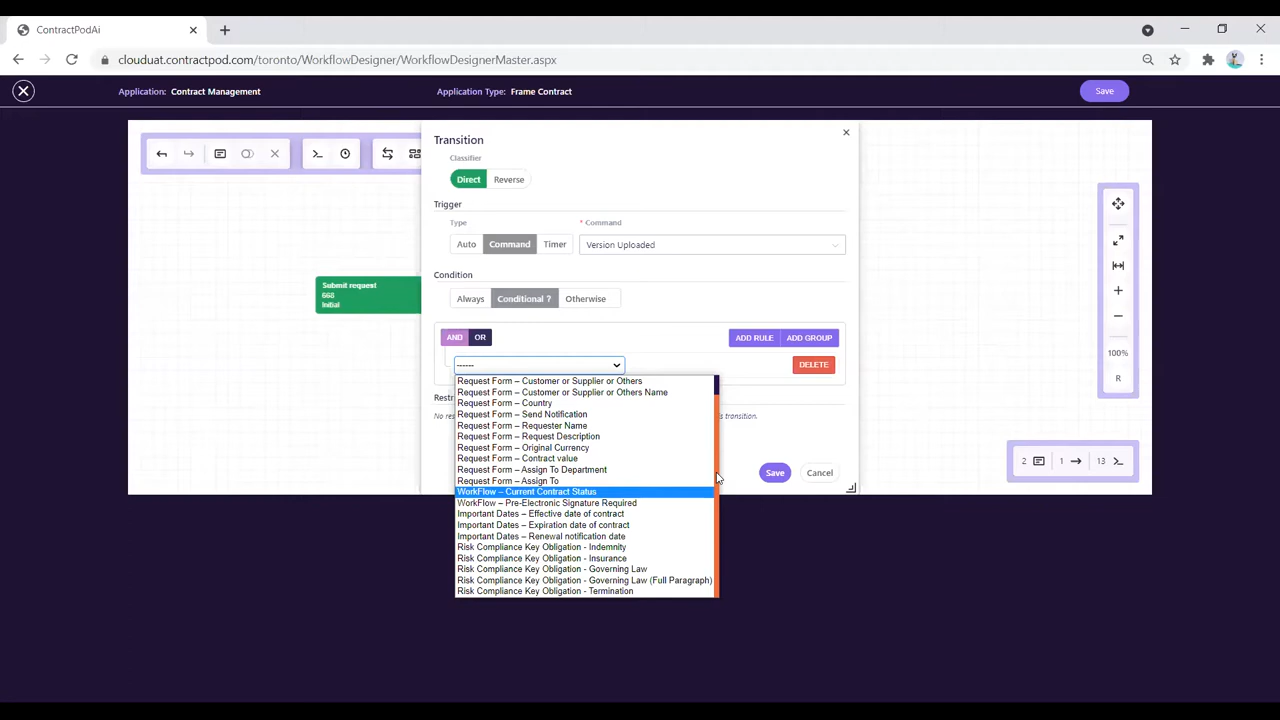 ContractPodAi
clouduat.contractpod.com/toronto/WorkflowDesigner/WorkflowDesignerMaster.aspx
Application: Contract Management
Application Type: Frame Contract
Save
Transition
Classifier
Direct Reverse
Trigger
Type
* Command
Auto Command Timer
Version Uploaded
Condition
Always Conditional ? Otherwise
Submit request
668
Initial
AND OR
ADD RULE ADD GROUP
------
DELETE
Request Form – Customer or Supplier or Others
Request Form – Customer or Supplier or Others Name
Request Form – Country
Request Form – Send Notification
Request Form – Requester Name
Request Form – Request Description
Request Form – Original Currency
Request Form – Contract value
Request Form – Assign To Department
Request Form – Assign To
WorkFlow – Current Contract Status
WorkFlow – Pre-Electronic Signature Required
Important Dates – Effective date of contract
Important Dates – Expiration date of contract
Important Dates – Renewal notification date
Risk Compliance Key Obligation - Indemnity
Risk Compliance Key Obligation - Insurance
Risk Compliance Key Obligation - Governing Law
Risk Compliance Key Obligation - Governing Law (Full Paragraph)
Risk Compliance Key Obligation - Termination
Restr
No re
transition.
Save Cancel
100%
R
2 1 13